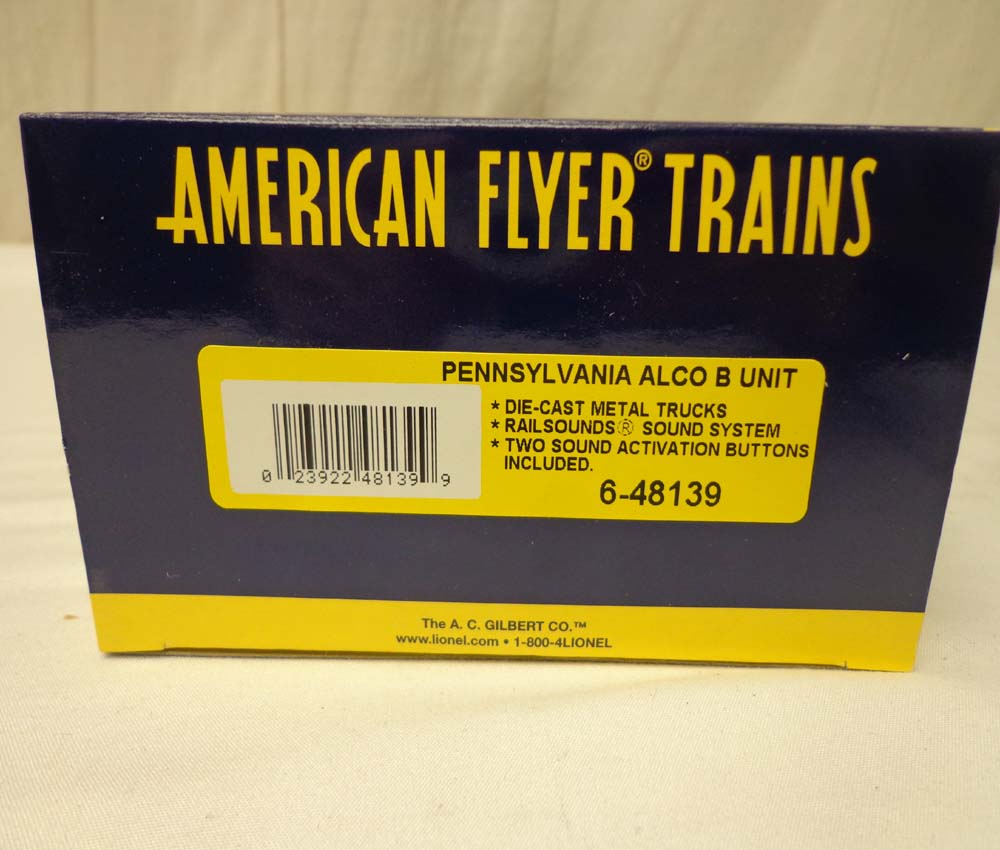 AMERICAN FLYER® TRAINS
PENNSYLVANIA ALCO B UNIT
* DIE-CAST METAL TRUCKS
* RAILSOUNDS® SOUND SYSTEM
* TWO SOUND ACTIVATION BUTTONS
INCLUDED.
6-48139
0 23922 48139 9
The A. C. GILBERT CO.™
www.lionel.com • 1-800-4LIONEL